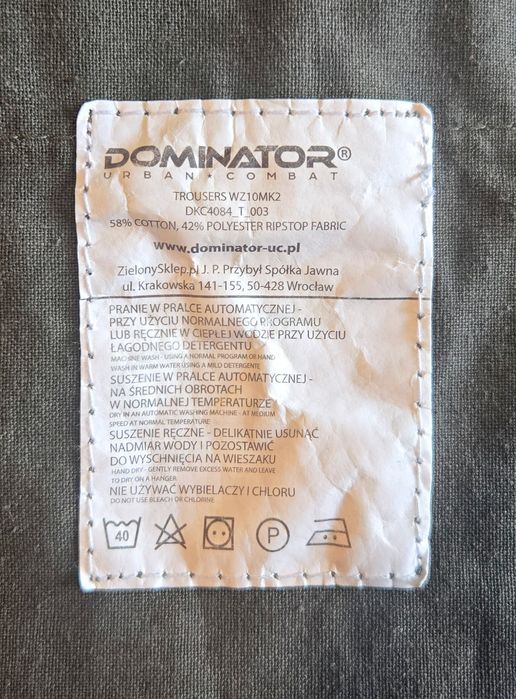 DOMINATOR®
URBAN★COMBAT
TROUSERS WZ10MK2
DKC4084_T_003
58% COTTON, 42% POLYESTER RIPSTOP FABRIC
www.dominator-uc.pl
ZielonySklep.pl J. P. Przybył Spółka Jawna
ul. Krakowska 141-155, 50-428 Wrocław
PRANIE W PRALCE AUTOMATYCZNEJ -
PRZY UŻYCIU NORMALNEGO PROGRAMU
LUB RĘCZNIE W CIEPŁEJ WODZIE PRZY UŻYCIU
ŁAGODNEGO DETERGENTU
MACHINE WASH - USING A NORMAL PROGRAM OR HAND
WASH IN WARM WATER USING A MILD DETERGENTE
SUSZENIE W PRALCE AUTOMATYCZNEJ -
NA ŚREDNICH OBROTACH
W NORMALNEJ TEMPERATURZE
DRY IN AN AUTOMATIC WASHING MACHINE - AT MEDIUM
SPEED AT NORMAL TEMPERATURE
SUSZENIE RĘCZNE - DELIKATNIE USUNĄĆ
NADMIAR WODY I POZOSTAWIĆ
DO WYSCHNIĘCIA NA WIESZAKU
HAND DRY - GENTLY REMOVE EXCESS WATER AND LEAVE
TO DRY ON A HANGER
NIE UŻYWAĆ WYBIELACZY I CHLORU
DO NOT USE BLEACH OR CHLORINE
40 P